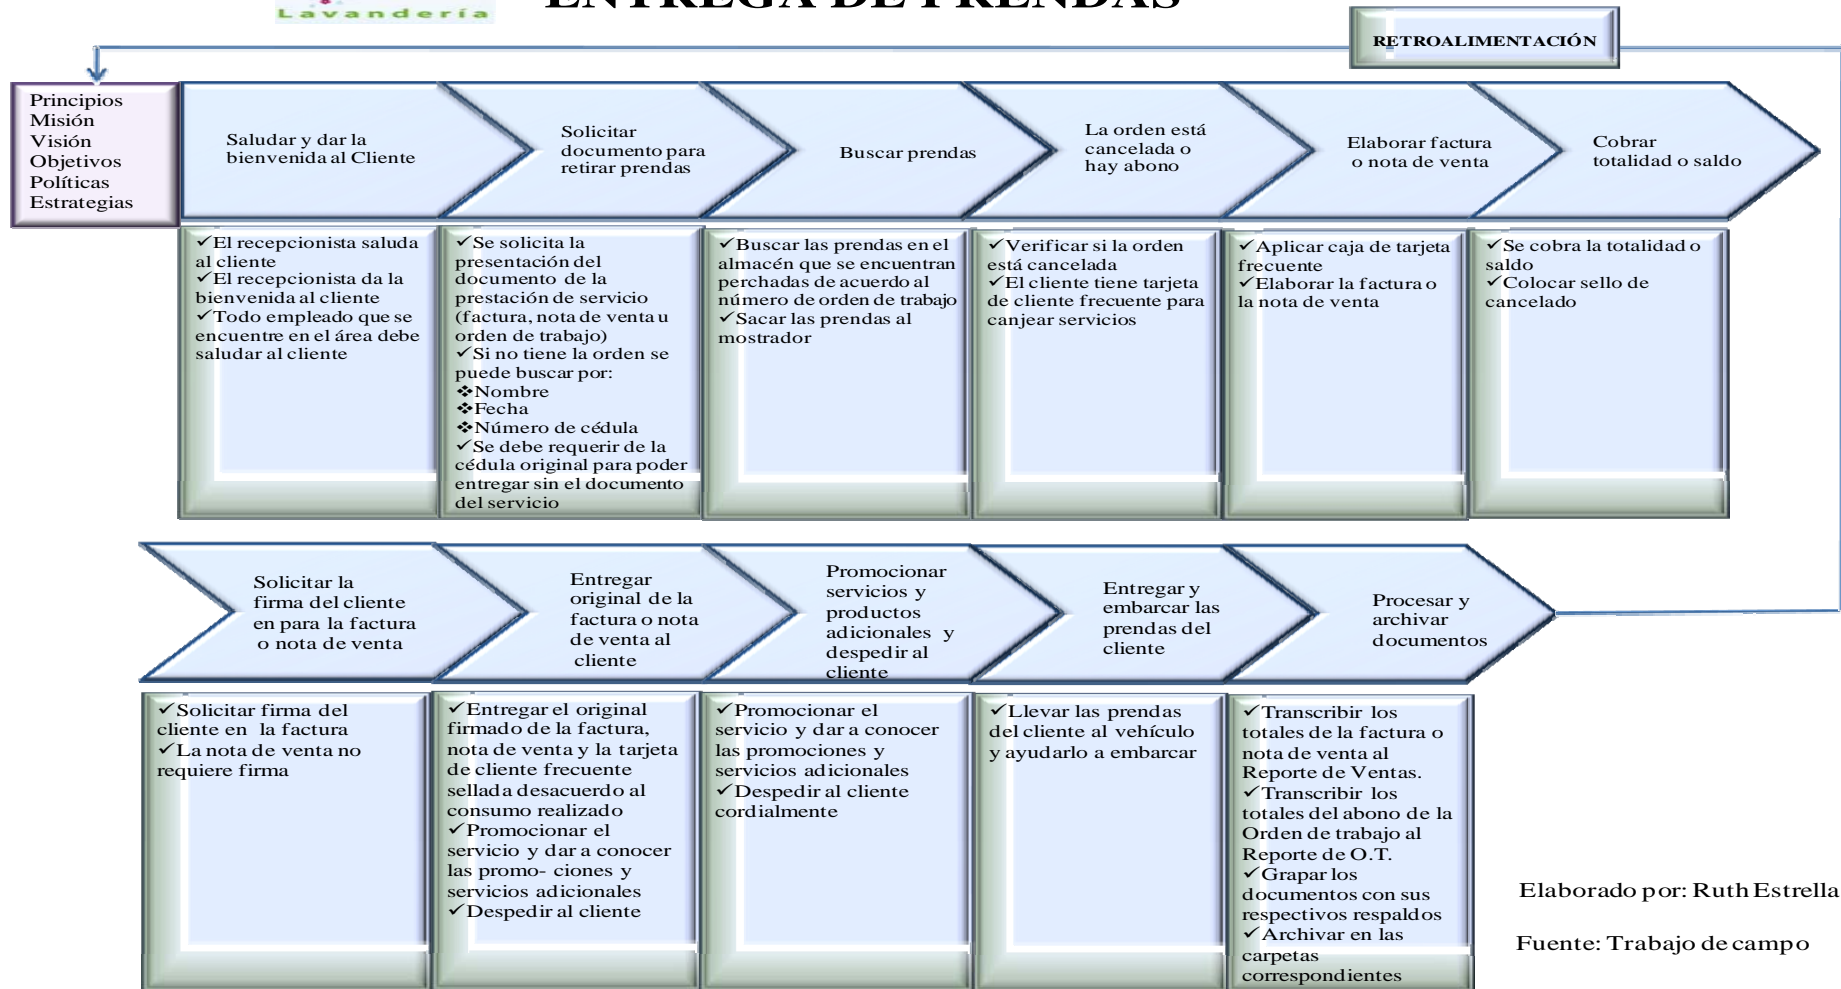 Lavandería
ENTREGA DE PRENDAS
RETROALIMENTACIÓN
Principios
Misión
Visión
Objetivos
Políticas
Estrategias
Saludar y dar la
bienvenida al Cliente
Solicitar
documento para
retirar prendas
Buscar prendas
La orden está
cancelada o
hay abono
Elaborar factura
o nota de venta
Cobrar
totalidad o saldo
✓El recepcionista saluda
al cliente
✓El recepcionista da la
bienvenida al cliente
✓Todo empleado que se
encuentre en el área debe
saludar al cliente
✓Se solicita la
presentación del
documento de la
prestación de servicio
(factura, nota de venta u
orden de trabajo)
✓Si no tiene la orden se
puede buscar por:
❖Nombre
❖Fecha
❖Número de cédula
✓Se debe requerir de la
cédula original para poder
entregar sin el documento
del servicio
✓Buscar las prendas en el
almacén que se encuentran
perchadas de acuerdo al
número de orden de trabajo
✓Sacar las prendas al
mostrador
✓Verificar si la orden
está cancelada
✓El cliente tiene tarjeta
de cliente frecuente para
canjear servicios
✓Aplicar caja de tarjeta
frecuente
✓Elaborar la factura o
la nota de venta
✓Se cobra la totalidad o
saldo
✓Colocar sello de
cancelado
Solicitar la
firma del cliente
en para la factura
o nota de venta
Entregar
original de la
factura o nota
de venta al
cliente
Promocionar
servicios y
productos
adicionales y
despedir al
cliente
Entregar y
embarcar las
prendas del
cliente
Procesar y
archivar
documentos
✓Solicitar firma del
cliente en la factura
✓La nota de venta no
requiere firma
✓Entregar el original
firmado de la factura,
nota de venta y la tarjeta
de cliente frecuente
sellada desacuerdo al
consumo realizado
✓Promocionar el
servicio y dar a conocer
las promo- ciones y
servicios adicionales
✓Despedir al cliente
✓Promocionar el
servicio y dar a conocer
las promociones y
servicios adicionales
✓Despedir al cliente
cordialmente
✓Llevar las prendas
del cliente al vehículo
y ayudarlo a embarcar
✓Transcribir los
totales de la factura o
nota de venta al
Reporte de Ventas.
✓Transcribir los
totales del abono de la
Orden de trabajo al
Reporte de O.T.
✓Grapar los
documentos con sus
respectivos respaldos
✓Archivar en las
carpetas
correspondientes
Elaborado por: Ruth Estrella
Fuente: Trabajo de campo